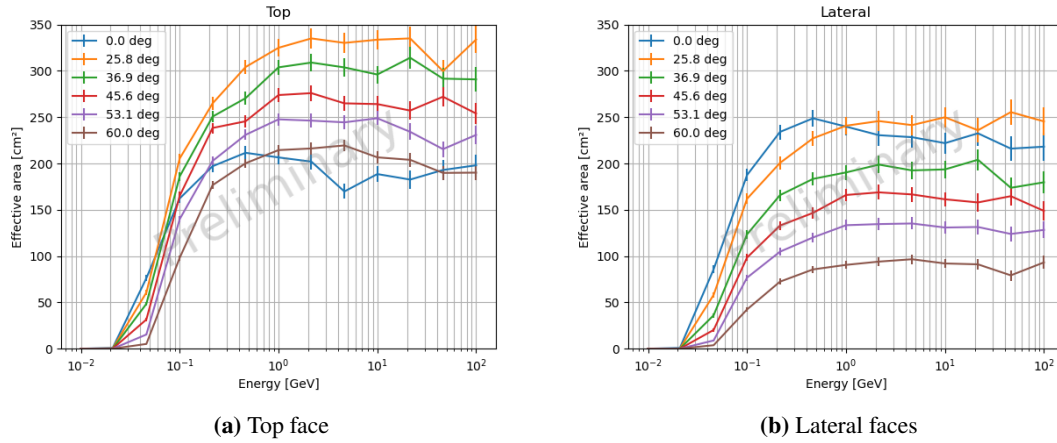 Top
Effective area [cm²]
350
300
250
200
150
100
50
0
0.0 deg
25.8 deg
36.9 deg
45.6 deg
53.1 deg
60.0 deg
Preliminary
10⁻² 10⁻¹ 10⁰ 10¹ 10²
Energy [GeV]
(a) Top face
Lateral
Effective area [cm²]
350
300
250
200
150
100
50
0
0.0 deg
25.8 deg
36.9 deg
45.6 deg
53.1 deg
60.0 deg
Preliminary
10⁻² 10⁻¹ 10⁰ 10¹ 10²
Energy [GeV]
(b) Lateral faces